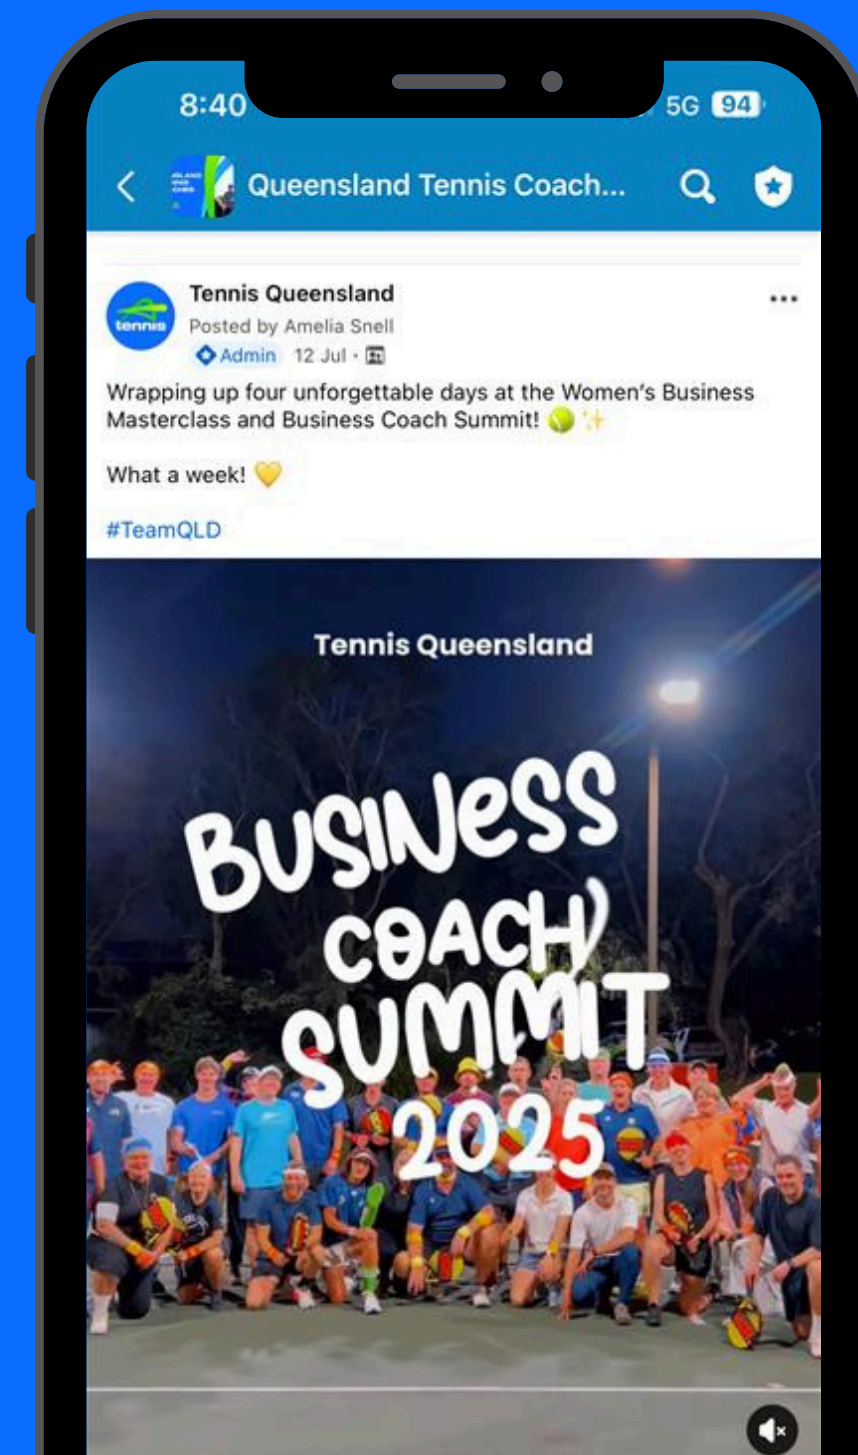 8:40
5G 94
Queensland Tennis Coach...
Tennis Queensland
tennis
Posted by Amelia Snell
Admin 12 Jul ·
Wrapping up four unforgettable days at the Women's Business
Masterclass and Business Coach Summit! 🎾✨
What a week! 💛
#TeamQLD
Tennis Queensland
BUSINESS
COACH
SUMMIT
2025